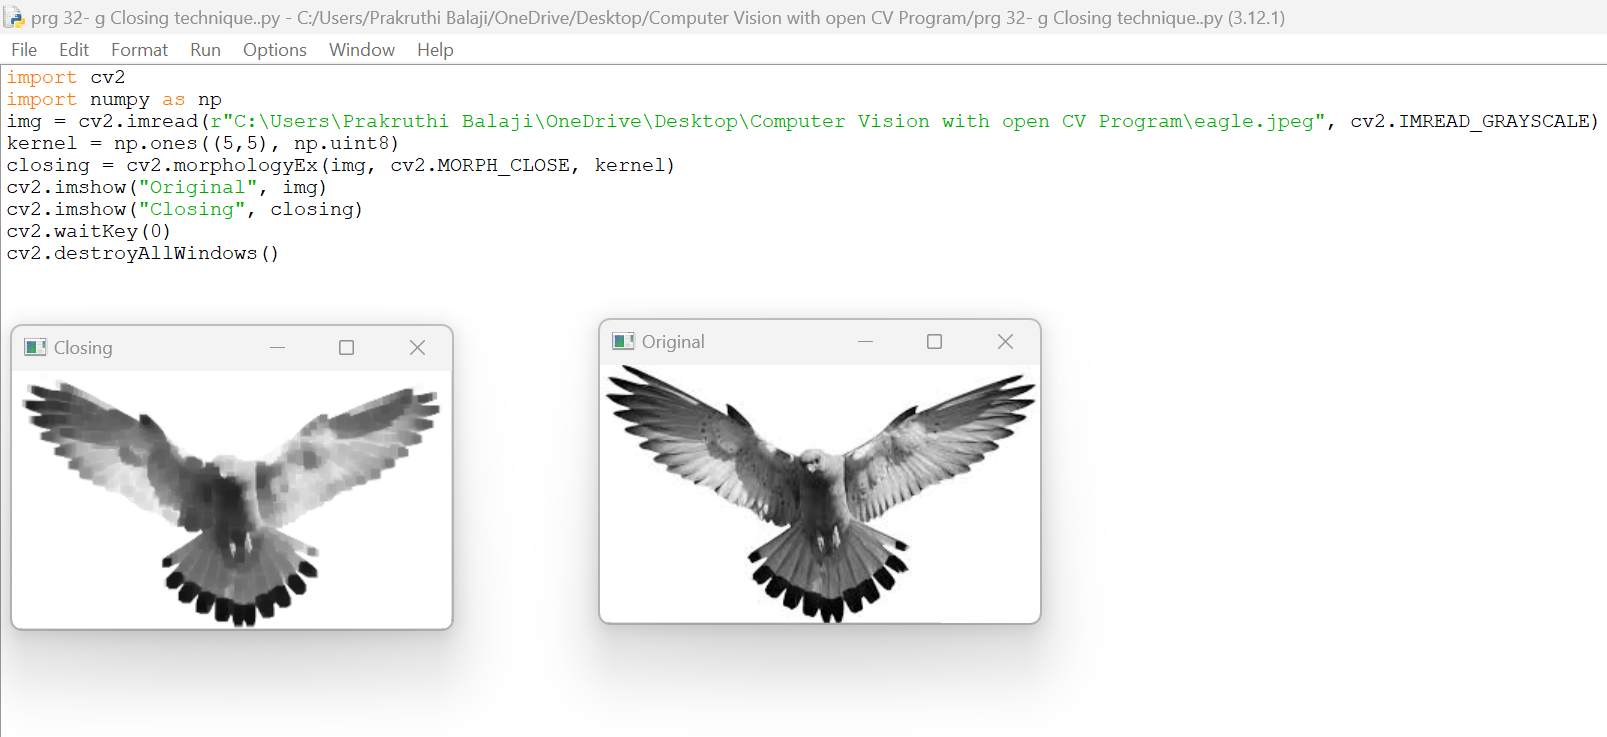 prg 32- g Closing technique..py - C:/Users/Prakruthi Balaji/OneDrive/Desktop/Computer Vision with open CV Program/prg 32- g Closing technique..py (3.12.1)
File Edit Format Run Options Window Help
import cv2
import numpy as np
img = cv2.imread(r"C:\Users\Prakruthi Balaji\OneDrive\Desktop\Computer Vision with open CV Program\eagle.jpeg", cv2.IMREAD_GRAYSCALE)
kernel = np.ones((5,5), np.uint8)
closing = cv2.morphologyEx(img, cv2.MORPH_CLOSE, kernel)
cv2.imshow("Original", img)
cv2.imshow("Closing", closing)
cv2.waitKey(0)
cv2.destroyAllWindows()
Closing
Original